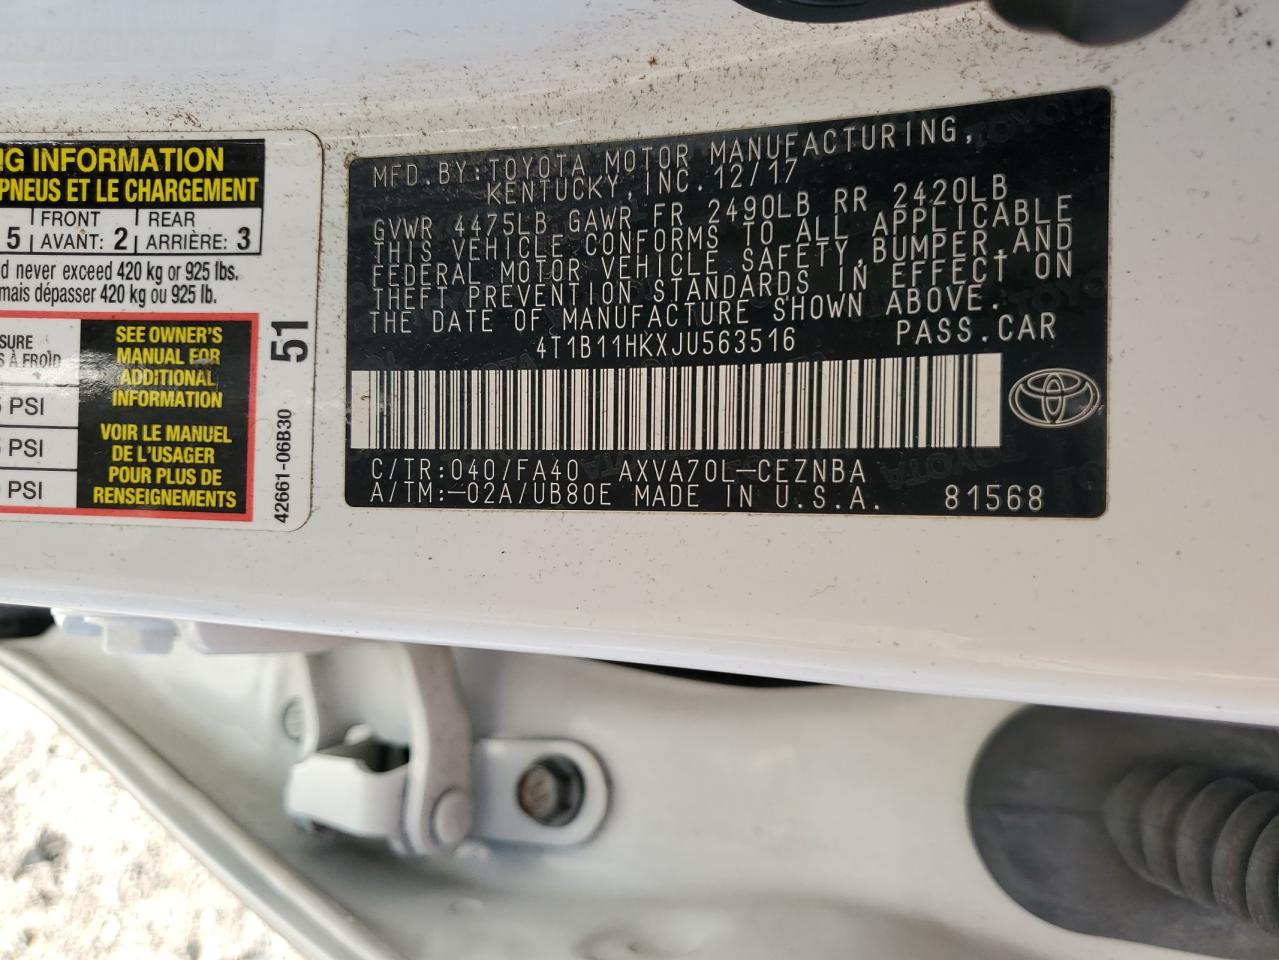 NG INFORMATION
PNEUS ET LE CHARGEMENT
5 FRONT REAR
AVANT: 2 ARRIÈRE: 3
never exceed 420 kg or 925 lbs.
mais dépasser 420 kg ou 925 lb.
SEE OWNER'S
MANUAL FOR
ADDITIONAL
INFORMATION
VOIR LE MANUEL
DE L'USAGER
POUR PLUS DE
RENSEIGNEMENTS
À FROID
PSI
PSI
PSI
51
42661-06B30
MFD.BY:TOYOTA MOTOR MANUFACTURING,
KENTUCKY, INC. 12/17
GVWR 4475LB GAWR FR 2490LB RR 2420LB
THIS VEHICLE CONFORMS TO ALL APPLICABLE
FEDERAL MOTOR VEHICLE SAFETY,BUMPER,AND
THEFT PREVENTION STANDARDS IN EFFECT ON
THE DATE OF MANUFACTURE SHOWN ABOVE.
4T1B11HKXJU563516 PASS.CAR
C/TR:040/FA40 AXVA70L-CEZNBA
A/TM:-02A/UB80E MADE IN U.S.A. 81568